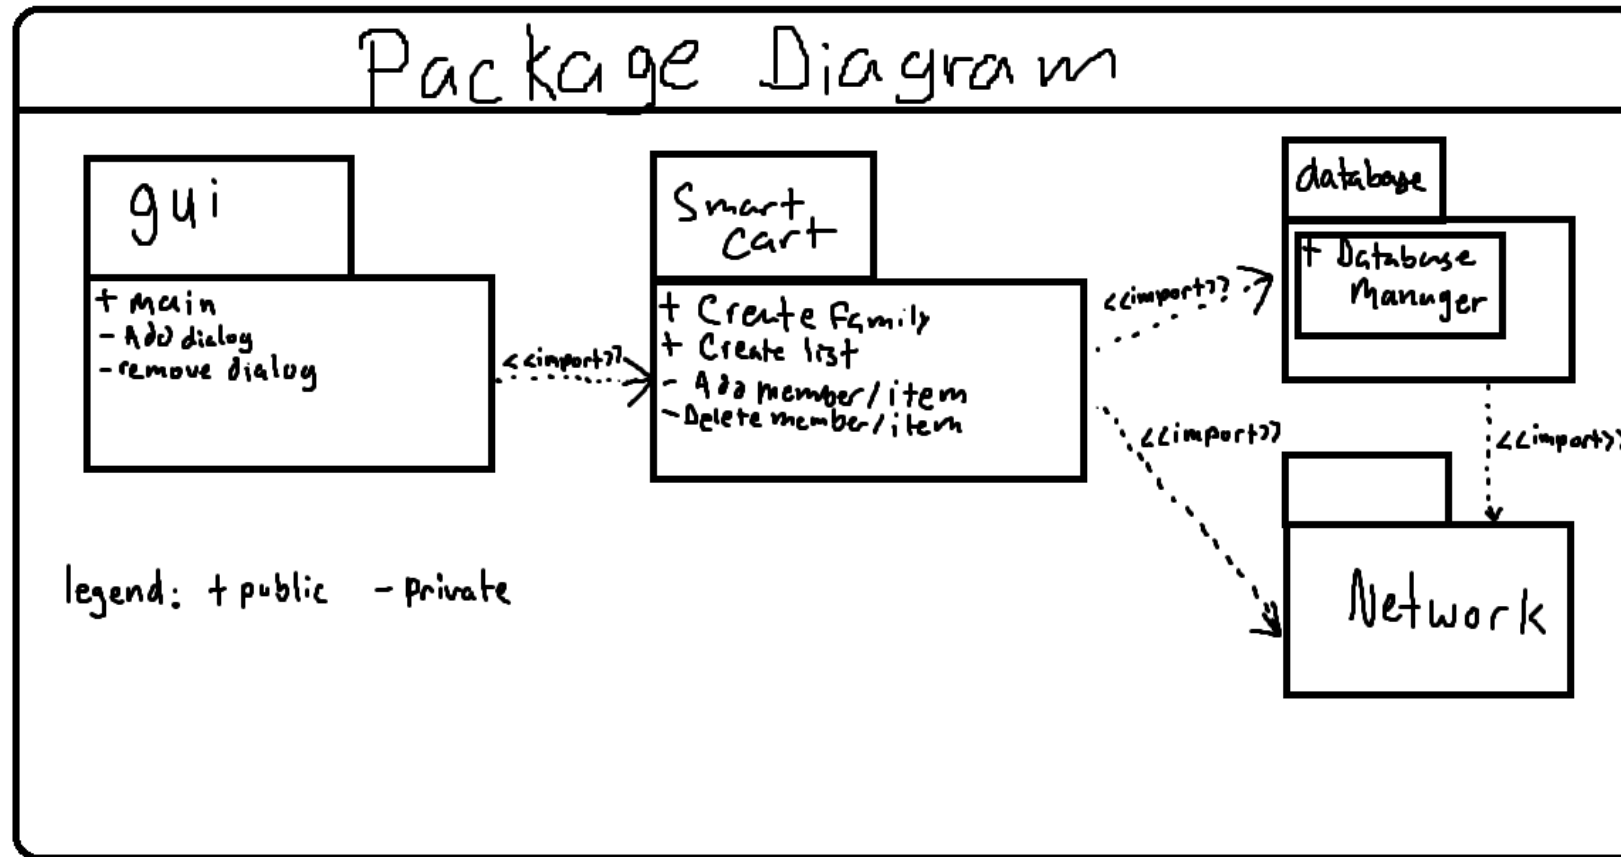 Package Diagram
gui
+ main
- Add dialog
- remove dialog
<<import>>
Smart
Cart
+ Create Family
+ Create list
- Add member/item
- Delete member/item
<<import>>
<<import>>
database
+ Database
Manager
<<import>>
Network
legend: + public - private